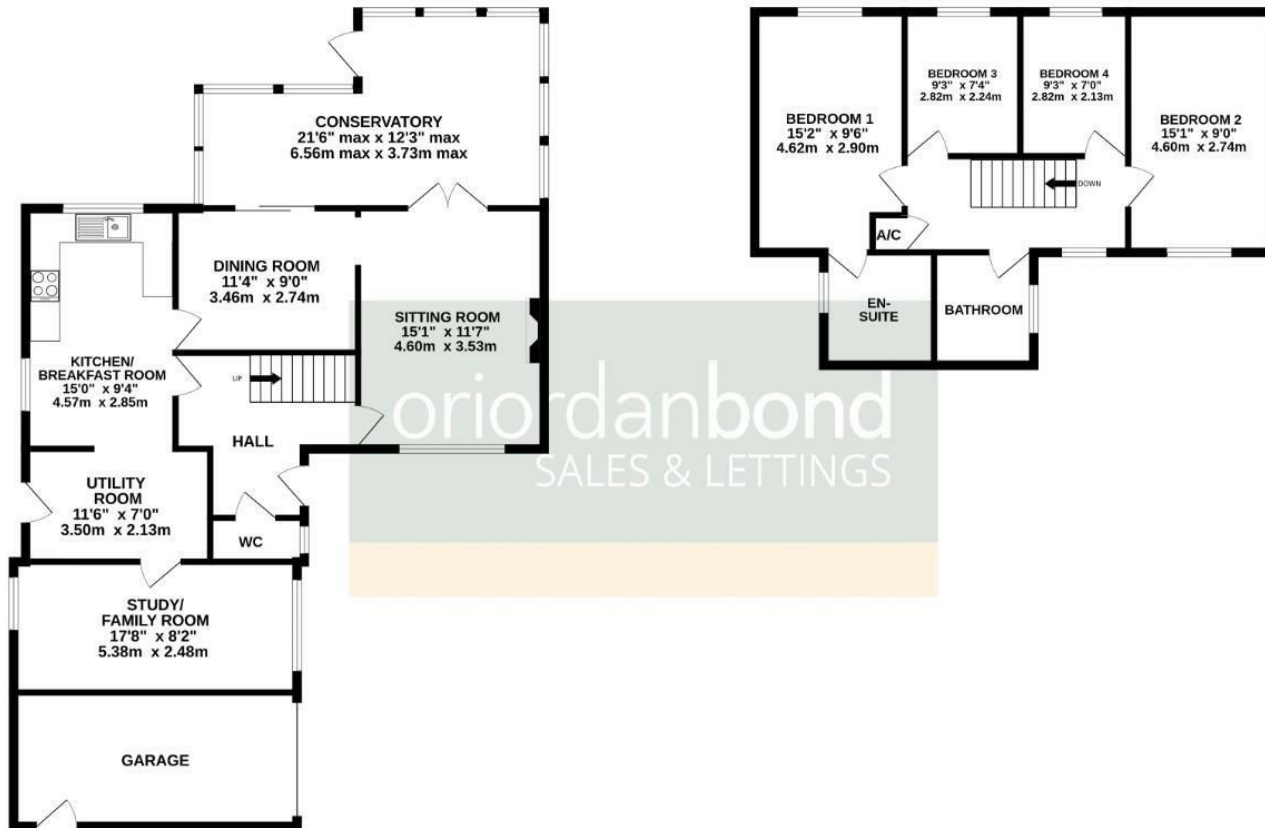 CONSERVATORY
21'6" max x 12'3" max
6.56m max x 3.73m max
DINING ROOM
11'4" x 9'0"
3.46m x 2.74m
SITTING ROOM
15'1" x 11'7"
4.60m x 3.53m
KITCHEN/
BREAKFAST ROOM
15'0" x 9'4"
4.57m x 2.85m
UP
HALL
UTILITY
ROOM
11'6" x 7'0"
3.50m x 2.13m
WC
STUDY/
FAMILY ROOM
17'8" x 8'2"
5.38m x 2.48m
GARAGE
BEDROOM 1
15'2" x 9'6"
4.62m x 2.90m
BEDROOM 3
9'3" x 7'4"
2.82m x 2.24m
BEDROOM 4
9'3" x 7'0"
2.82m x 2.13m
BEDROOM 2
15'1" x 9'0"
4.60m x 2.74m
DOWN
A/C
EN-
SUITE
BATHROOM
oriordanbond
SALES & LETTINGS